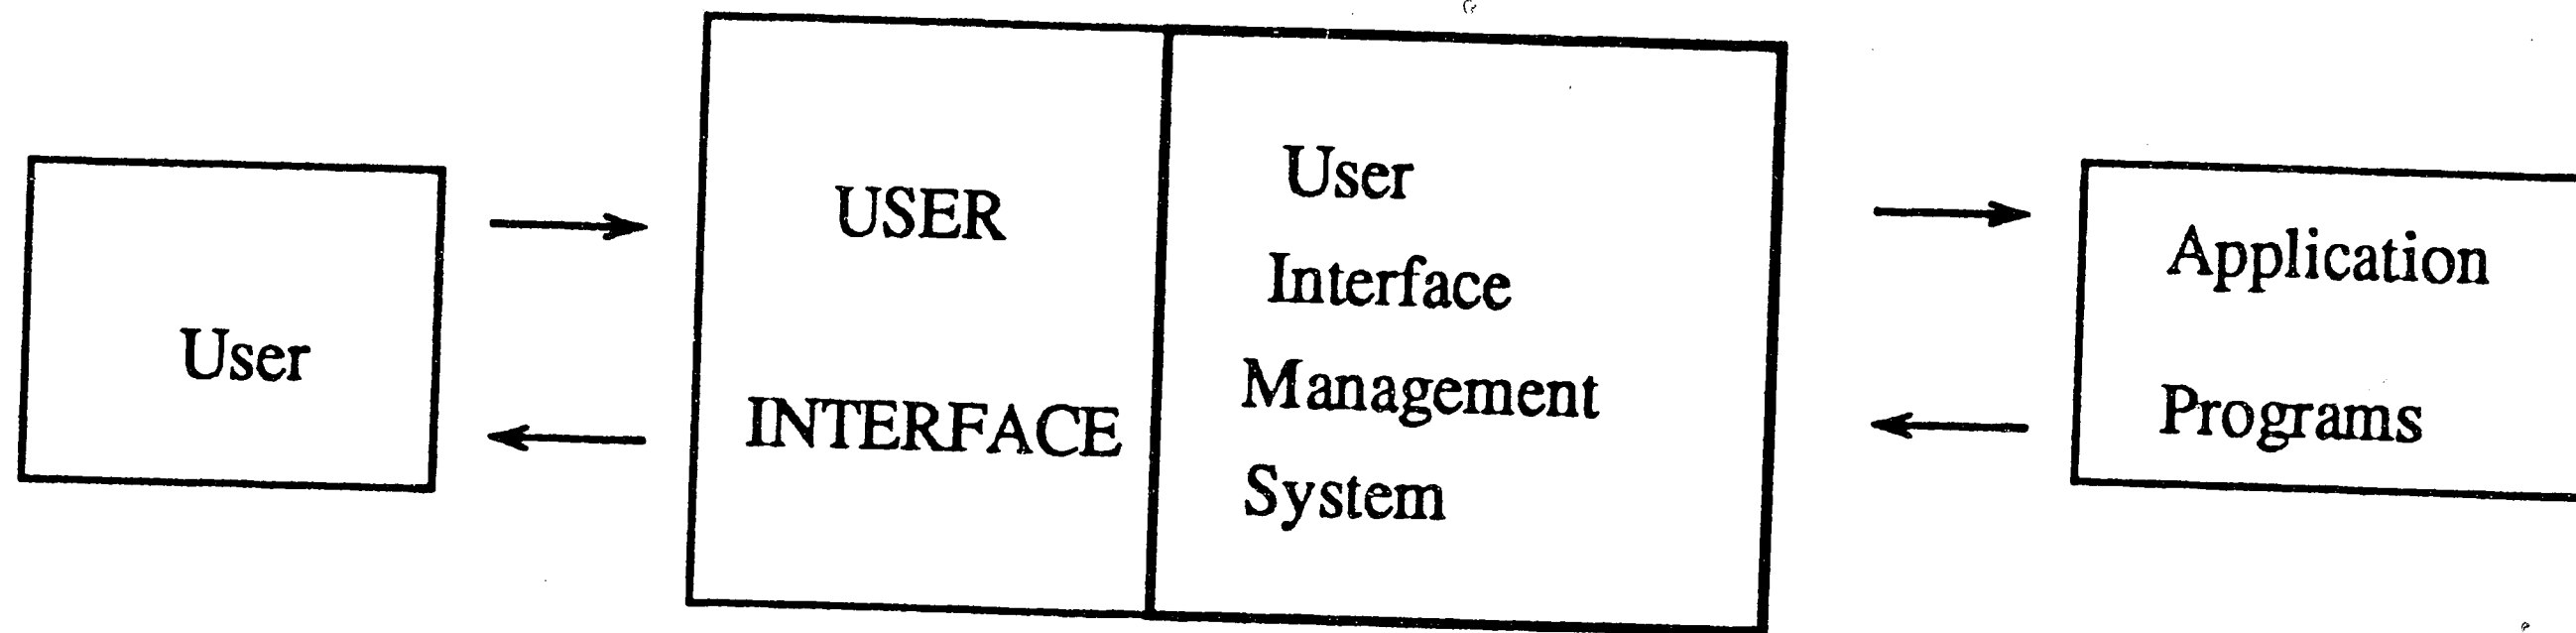 User
USER
INTERFACE
User
Interface
Management
System
Application
Programs